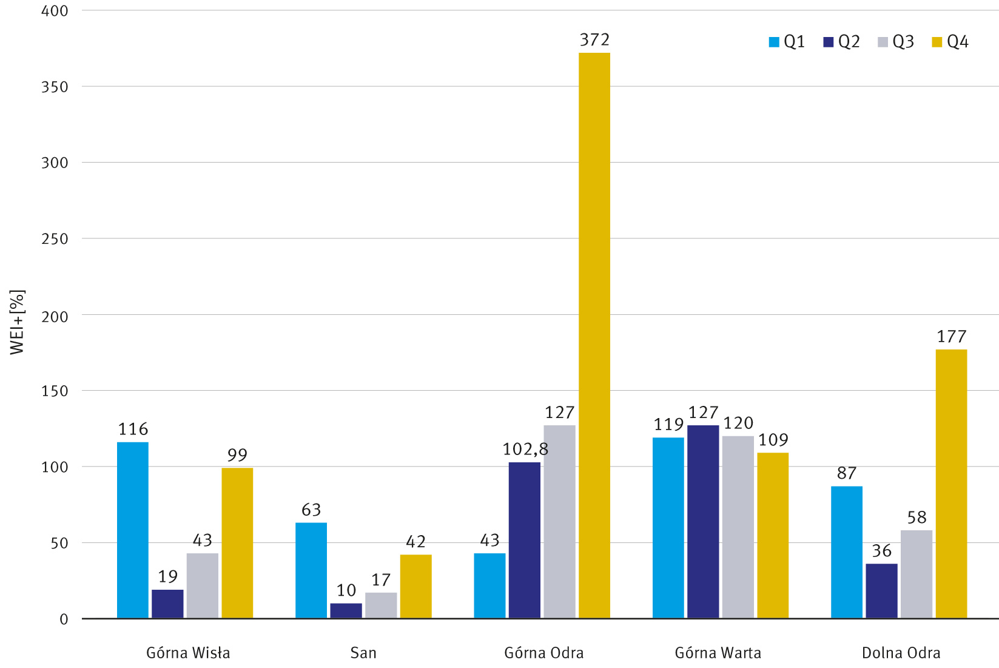 400
350
300
250
200
150
100
50
0
WEI+[%]
Q1 Q2 Q3 Q4
116 19 43 99
63 10 17 42
43 102,8 127 372
119 127 120 109
87 36 58 177
Górna Wisła San Górna Odra Górna Warta Dolna Odra